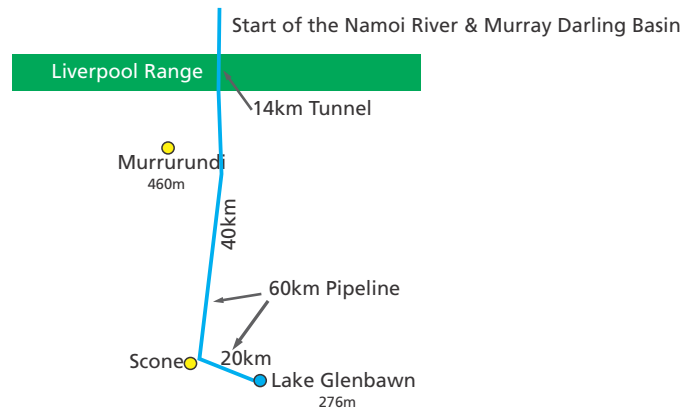 Start of the Namoi River & Murray Darling Basin
Liverpool Range
14km Tunnel
Murrurundi
460m
40km
60km Pipeline
Scone
20km
Lake Glenbawn
276m